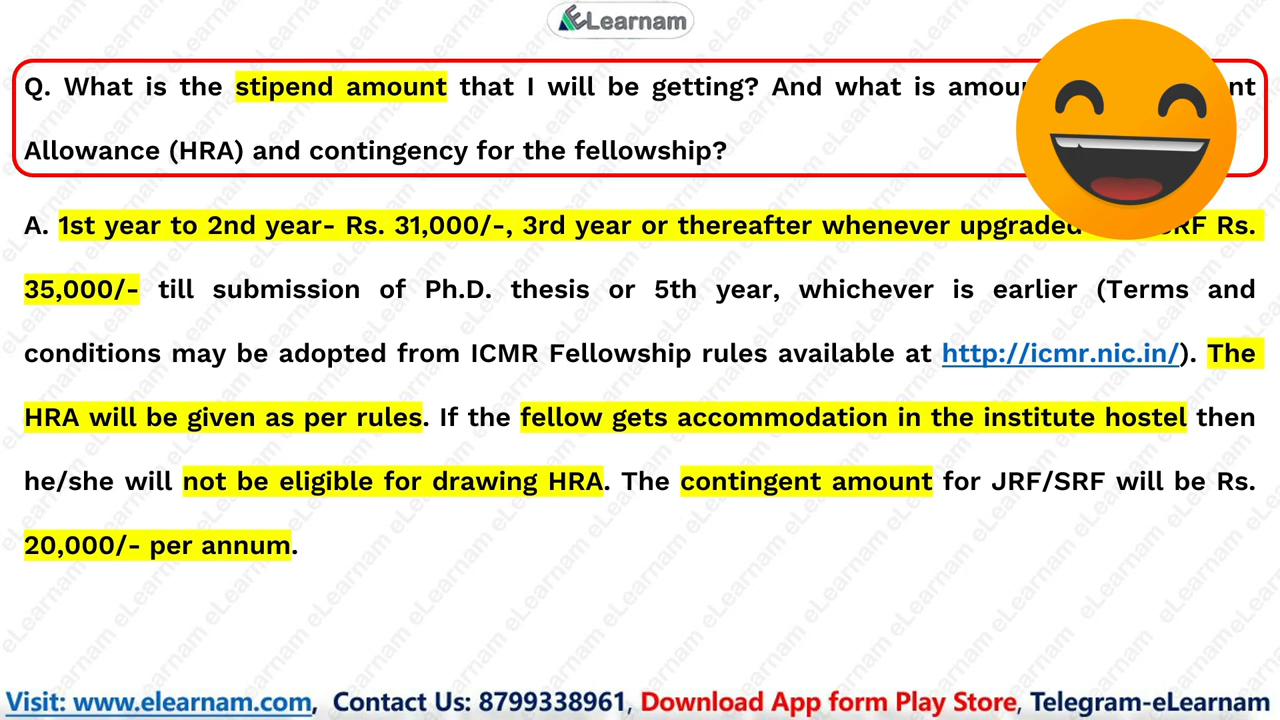 ELearnam
Q. What is the stipend amount that I will be getting? And what is
Allowance (HRA) and contingency for the fellowship?
A. 1st year to 2nd year- Rs. 31,000/-, 3rd year or thereafter whenever upgraded Rs.
35,000/- till submission of Ph.D. thesis or 5th year, whichever is earlier (Terms and
conditions may be adopted from ICMR Fellowship rules available at http://icmr.nic.in/). The
HRA will be given as per rules. If the fellow gets accommodation in the institute hostel then
he/she will not be eligible for drawing HRA. The contingent amount for JRF/SRF will be Rs.
20,000/- per annum.
Visit: www.elearnam.com, Contact Us: 8799338961, Download App form Play Store, Telegram-eLearnam